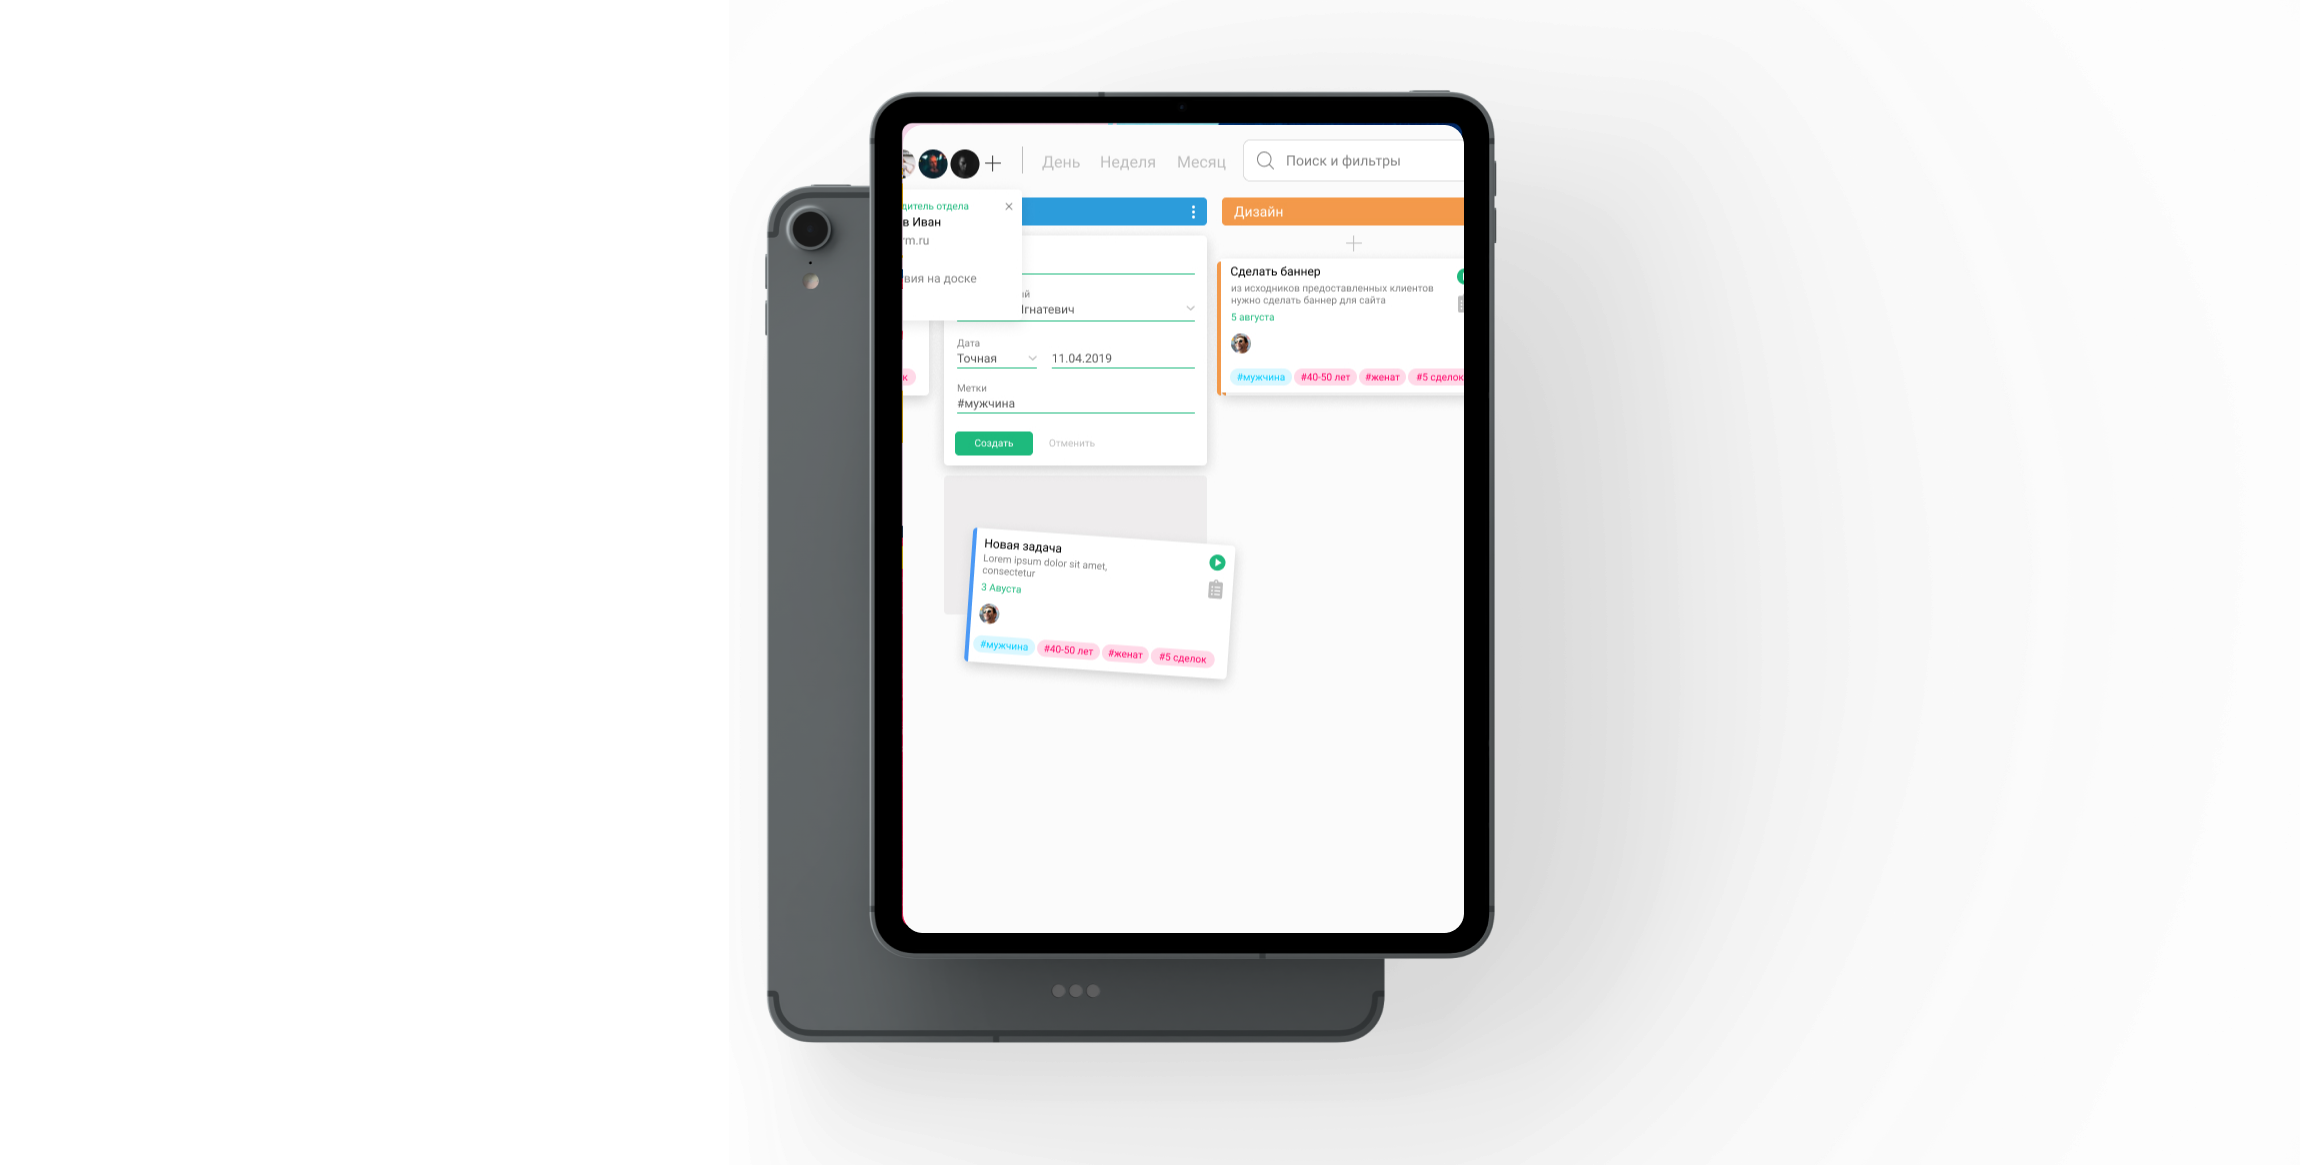 День Неделя Месяц
Поиск и фильтры
дитель отдела
в Иван
rm.ru
вия на доске
ый
Ігнатевич
Дата
Точная 11.04.2019
Метки
#мужчина
Создать Отменить
к
Дизайн
Сделать баннер
из исходников предоставленных клиентов
нужно сделать баннер для сайта
5 августа
#мужчина #40-50 лет #женат #5 сделок
Новая задача
Lorem ipsum dolor sit amet,
consectetur
3 Авуста
#мужчина #40-50 лет #женат #5 сделок